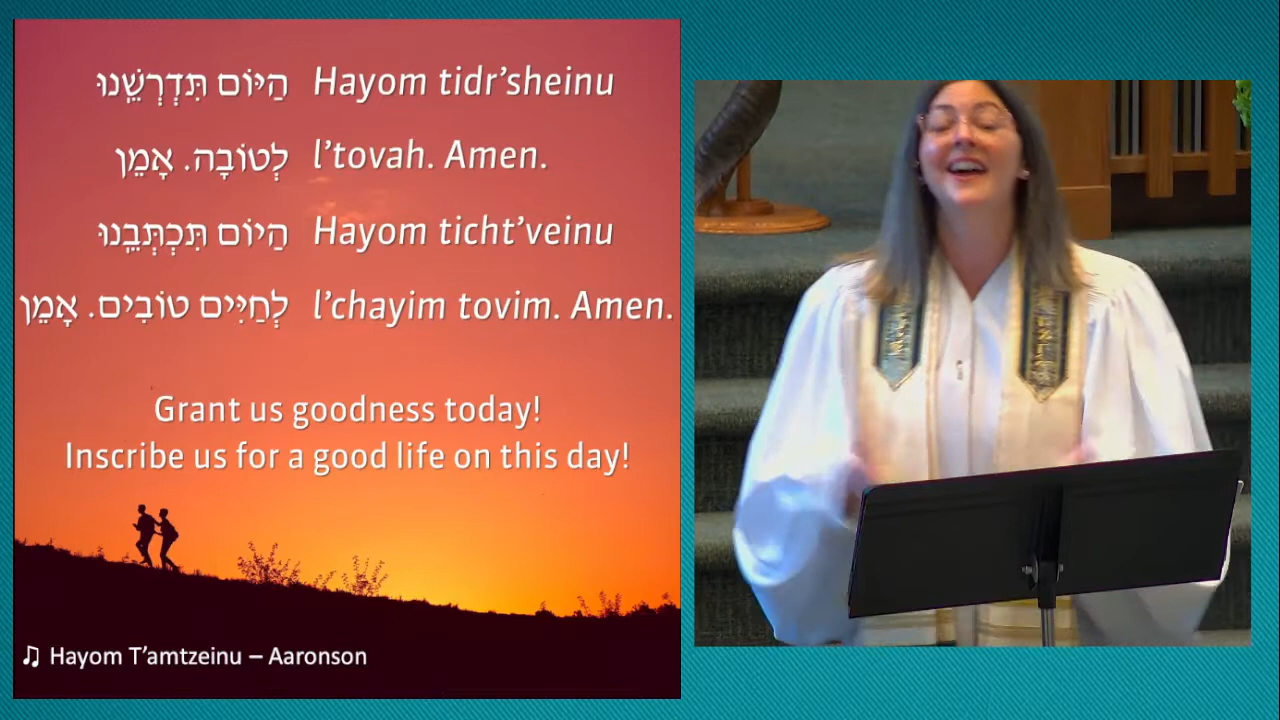 הַיּוֹם תִּדְרְשֵׁנוּ Hayom tidr’sheinu
לְטוֹבָה. אָמֵן l’tovah. Amen.
הַיּוֹם תִּכְתְּבֵנוּ Hayom ticht’veinu
לְחַיִּים טוֹבִים. אָמֵן l’chayim tovim. Amen.
Grant us goodness today!
Inscribe us for a good life on this day!
♫ Hayom T’amtzeinu – Aaronson